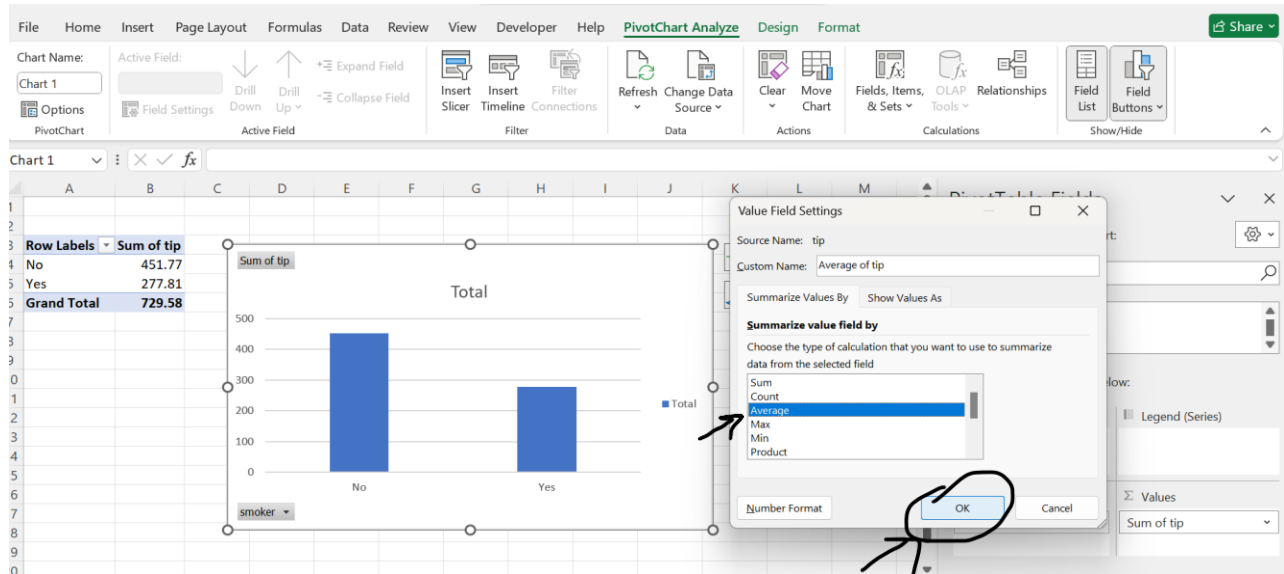 File Home Insert Page Layout Formulas Data Review View Developer Help PivotChart Analyze Design Format Share
Chart Name:
Chart 1
Options
PivotChart
Active Field:
Field Settings
Drill Down
Drill Up
Expand Field
Collapse Field
Active Field
Insert Slicer
Insert Timeline
Filter Connections
Filter
Refresh
Change Data Source
Data
Clear
Move Chart
Actions
Fields, Items, & Sets
OLAP Tools
Relationships
Calculations
Field List
Field Buttons
Show/Hide
Chart 1 fx
A B C D E F G H I J K L M
Row Labels Sum of tip
No 451.77
Yes 277.81
Grand Total 729.58
Sum of tip
Total
500
400
300
200
100
0
No Yes
Total
smoker
Value Field Settings
Source Name: tip
Custom Name: Average of tip
Summarize Values By Show Values As
Summarize value field by
Choose the type of calculation that you want to use to summarize
data from the selected field
Sum
Count
Average
Max
Min
Product
Number Format OK Cancel
Legend (Series)
Σ Values
Sum of tip